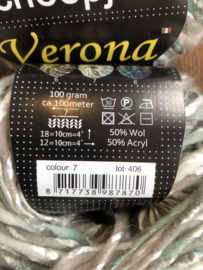 Verona
100 gram
ca.100meter
7
18=10cm=4"
12=10cm=4"
50% Wol
50% Acryl
colour: 7
lot: 406
8 717738 987870